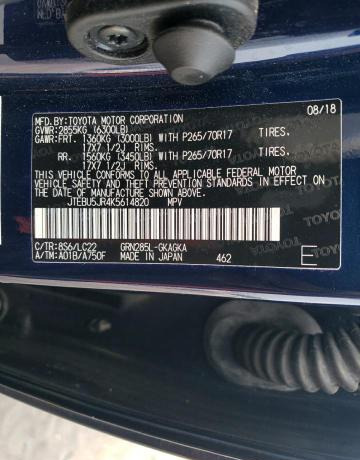 MFD.BY:TOYOTA MOTOR CORPORATION 08/18
GVWR:2855KG (6300LB)
GAWR:FRT. 1360KG (3000LB) WITH P265/70R17 TIRES,
17X7 1/2J RIMS.
RR. 1560KG (3450LB) WITH P265/70R17 TIRES,
17X7 1/2J RIMS.
THIS VEHICLE CONFORMS TO ALL APPLICABLE FEDERAL MOTOR
VEHICLE SAFETY STANDARDS IN EFFECT ON THE DATE OF
MANUFACTURE SHOWN ABOVE.
JTEBU5JR4K5614820 MPV
C/TR:8S6/LC22 GRN285L-GKAGKA
A/TM:A01B/A750F MADE IN JAPAN 462 E